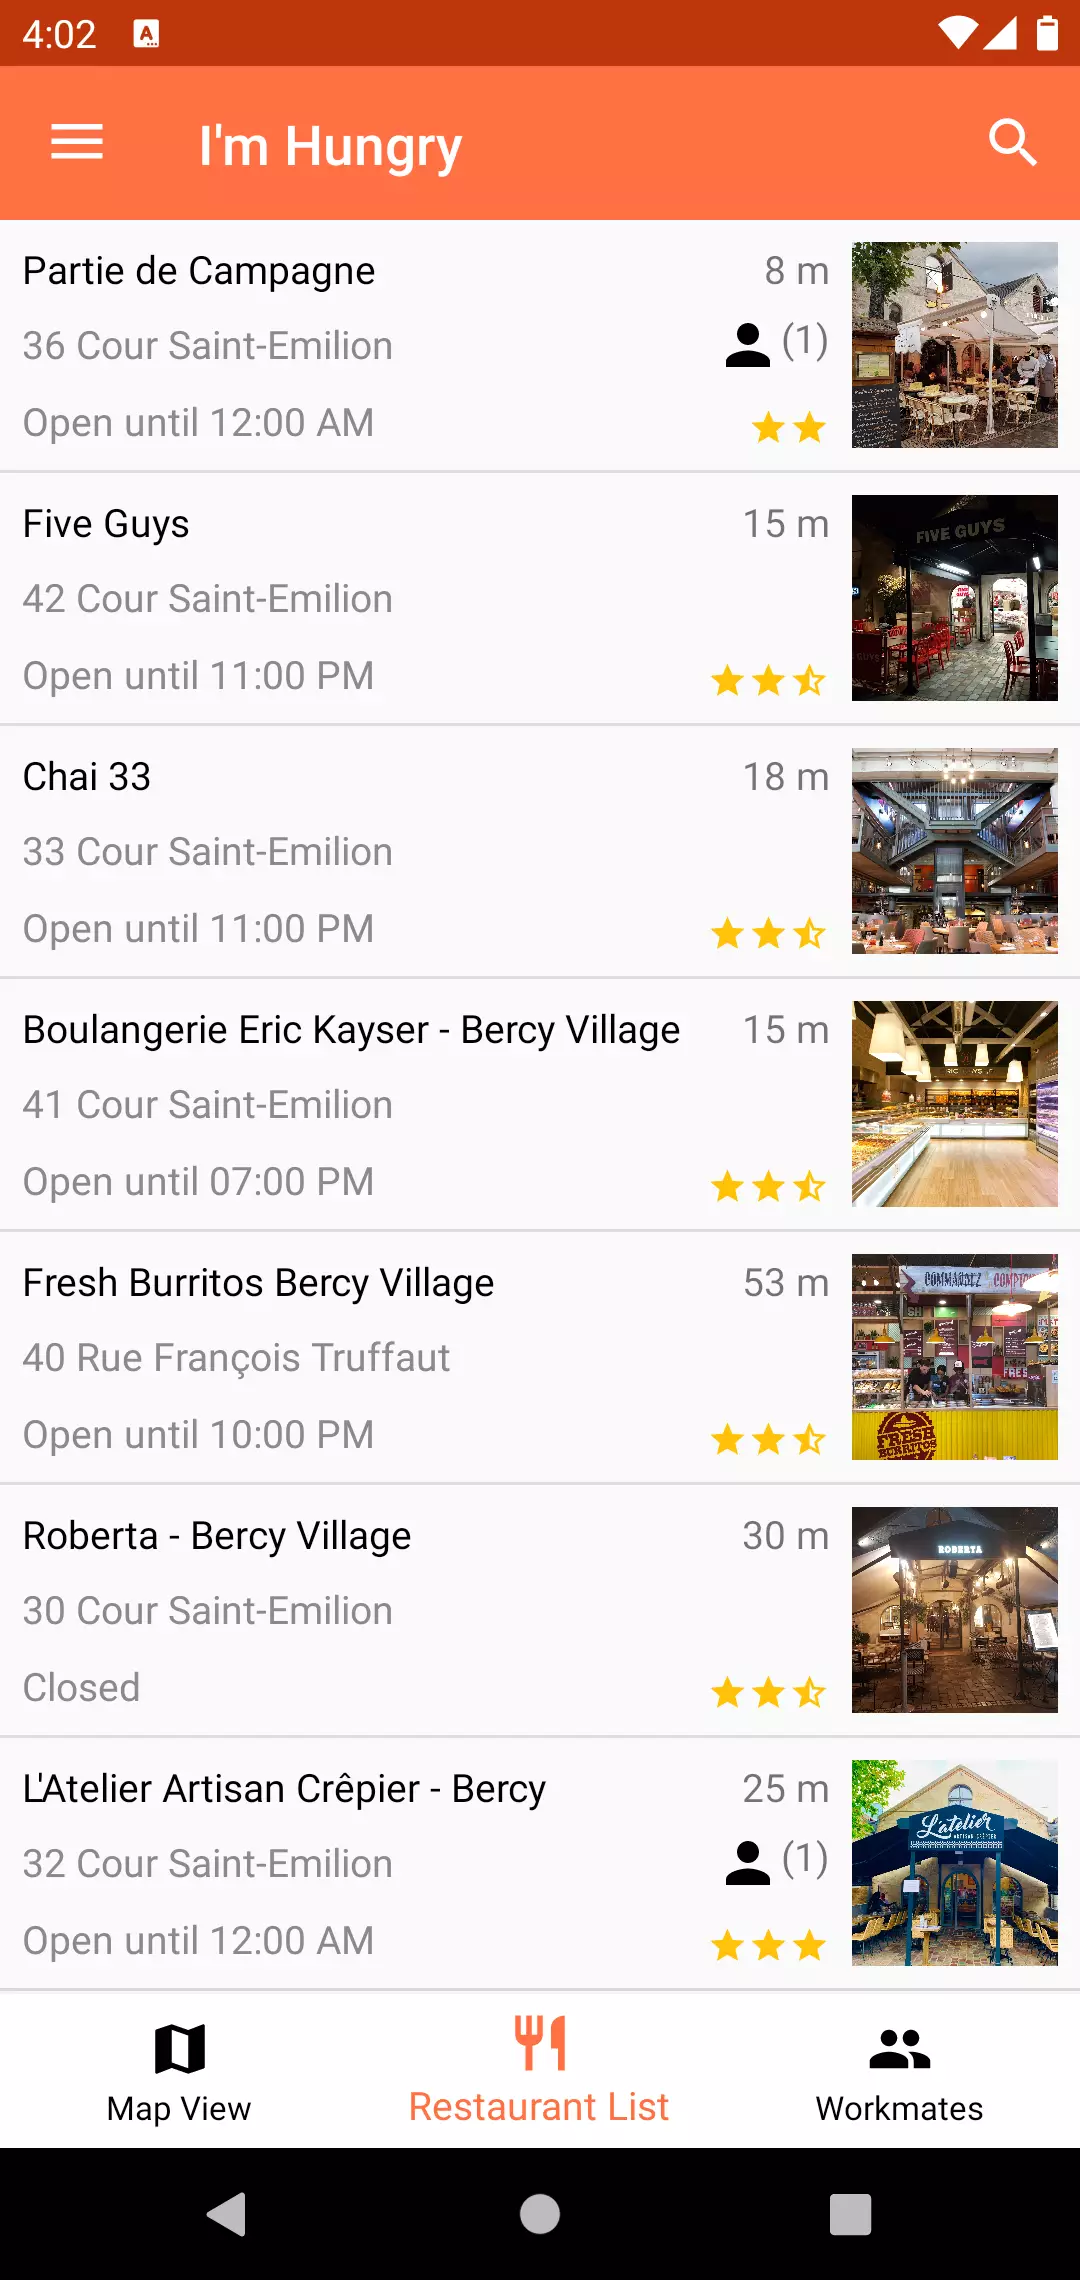 4:02
I'm Hungry
Partie de Campagne
8 m
36 Cour Saint-Emilion
(1)
Open until 12:00 AM
Five Guys
15 m
FIVE GUYS
42 Cour Saint-Emilion
Open until 11:00 PM
Chai 33
18 m
33 Cour Saint-Emilion
Open until 11:00 PM
Boulangerie Eric Kayser - Bercy Village
15 m
41 Cour Saint-Emilion
Open until 07:00 PM
Fresh Burritos Bercy Village
53 m
COMMANDEZ
40 Rue François Truffaut
Open until 10:00 PM
FRESH
BURRITOS
Roberta - Bercy Village
30 m
ROBERTA
30 Cour Saint-Emilion
Closed
L'Atelier Artisan Crêpier - Bercy
25 m
L'atelier
ARTISAN CRÊPIER
32 Cour Saint-Emilion
(1)
Open until 12:00 AM
Map View
Restaurant List
Workmates